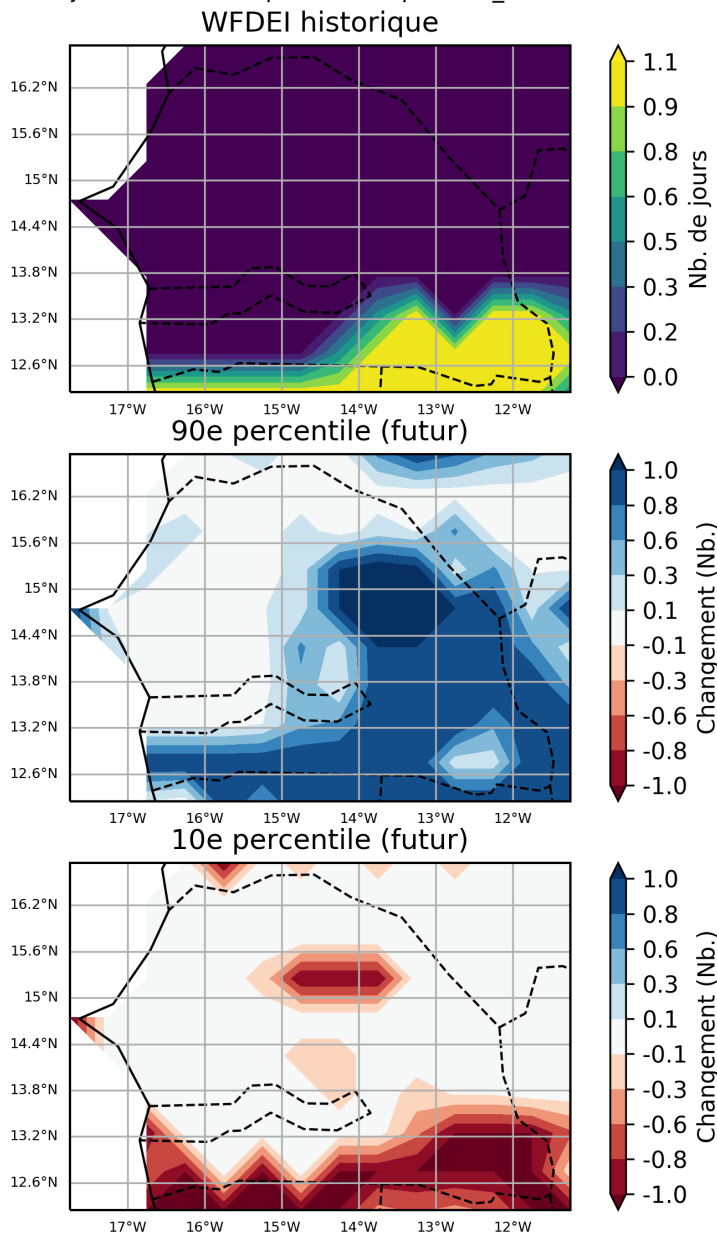 WFDEI historique
16.2°N
15.6°N
15°N
14.4°N
13.8°N
13.2°N
12.6°N
17°W 16°W 15°W 14°W 13°W 12°W
1.1
0.9
0.8
0.6
0.5
0.3
0.2
0.0
Nb. de jours
90e percentile (futur)
16.2°N
15.6°N
15°N
14.4°N
13.8°N
13.2°N
12.6°N
17°W 16°W 15°W 14°W 13°W 12°W
1.0
0.8
0.6
0.3
0.1
-0.1
-0.3
-0.6
-0.8
-1.0
Changement (Nb.)
10e percentile (futur)
16.2°N
15.6°N
15°N
14.4°N
13.8°N
13.2°N
12.6°N
17°W 16°W 15°W 14°W 13°W 12°W
1.0
0.8
0.6
0.3
0.1
-0.1
-0.3
-0.6
-0.8
-1.0
Changement (Nb.)